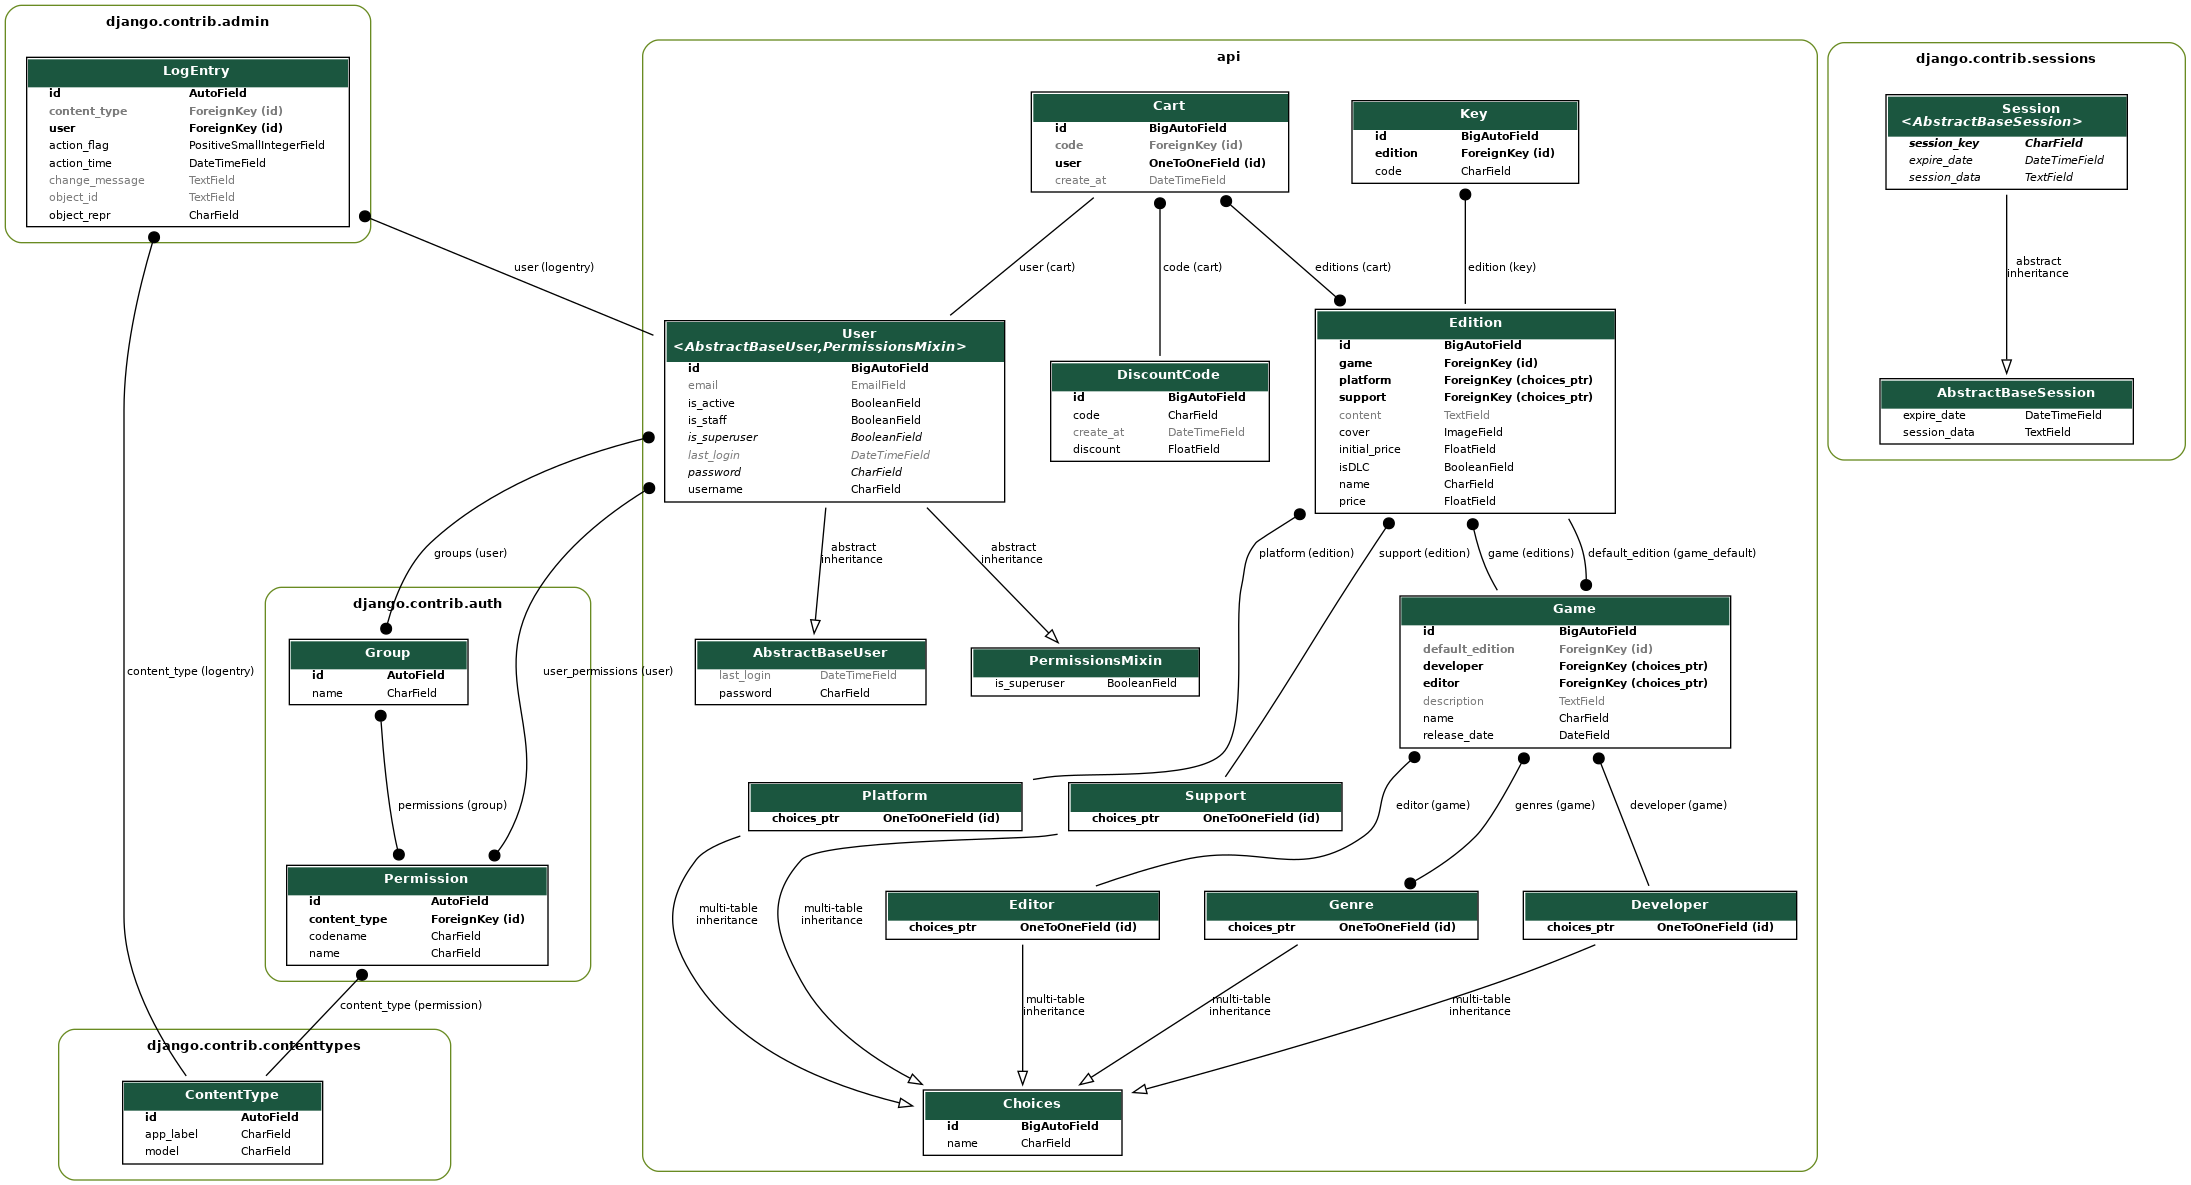 django.contrib.admin
LogEntry
id AutoField
content_type ForeignKey (id)
user ForeignKey (id)
action_flag PositiveSmallIntegerField
action_time DateTimeField
change_message TextField
object_id TextField
object_repr CharField
api
Cart
id BigAutoField
code ForeignKey (id)
user OneToOneField (id)
create_at DateTimeField
Key
id BigAutoField
edition ForeignKey (id)
code CharField
django.contrib.sessions
Session
<AbstractBaseSession>
session_key CharField
expire_date DateTimeField
session_data TextField
user (logentry)
user (cart)
code (cart)
editions (cart)
edition (key)
abstract
inheritance
User
<AbstractBaseUser,PermissionsMixin>
id BigAutoField
email EmailField
is_active BooleanField
is_staff BooleanField
is_superuser BooleanField
last_login DateTimeField
password CharField
username CharField
DiscountCode
id BigAutoField
code CharField
create_at DateTimeField
discount FloatField
Edition
id BigAutoField
game ForeignKey (id)
platform ForeignKey (choices_ptr)
support ForeignKey (choices_ptr)
content TextField
cover ImageField
initial_price FloatField
isDLC BooleanField
name CharField
price FloatField
AbstractBaseSession
expire_date DateTimeField
session_data TextField
groups (user)
abstract
inheritance
abstract
inheritance
platform (edition)
support (edition)
game (editions)
default_edition (game_default)
django.contrib.auth
Group
id AutoField
name CharField
content_type (logentry)
user_permissions (user)
AbstractBaseUser
last_login DateTimeField
password CharField
PermissionsMixin
is_superuser BooleanField
Game
id BigAutoField
default_edition ForeignKey (id)
developer ForeignKey (choices_ptr)
editor ForeignKey (choices_ptr)
description TextField
name CharField
release_date DateField
permissions (group)
Platform
choices_ptr OneToOneField (id)
Support
choices_ptr OneToOneField (id)
editor (game)
genres (game)
developer (game)
Permission
id AutoField
content_type ForeignKey (id)
codename CharField
name CharField
multi-table
inheritance
multi-table
inheritance
Editor
choices_ptr OneToOneField (id)
Genre
choices_ptr OneToOneField (id)
Developer
choices_ptr OneToOneField (id)
content_type (permission)
multi-table
inheritance
multi-table
inheritance
multi-table
inheritance
django.contrib.contenttypes
ContentType
id AutoField
app_label CharField
model CharField
Choices
id BigAutoField
name CharField